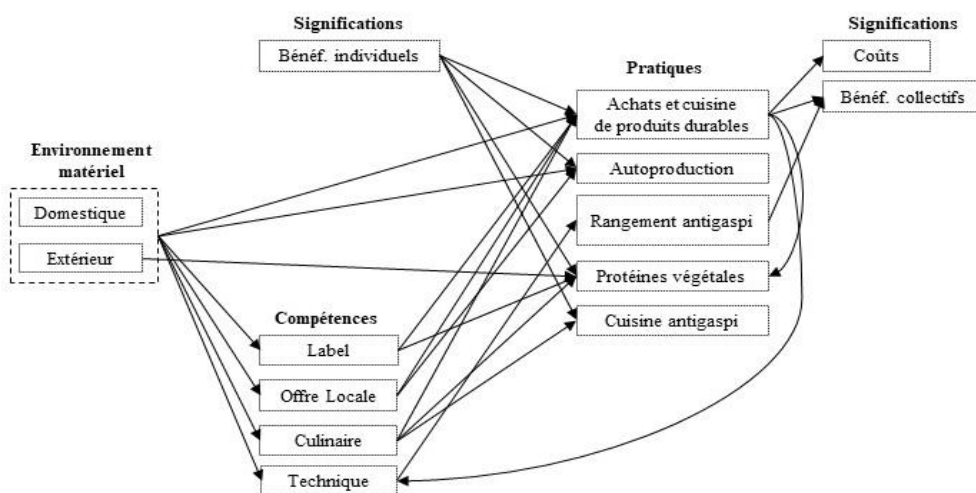 Significations
Bénéf. individuels
Environnement
matériel
Domestique
Extérieur
Compétences
Label
Offre Locale
Culinaire
Technique
Pratiques
Achats et cuisine
de produits durables
Autoproduction
Rangement antigaspi
Protéines végétales
Cuisine antigaspi
Significations
Coûts
Bénéf. collectifs